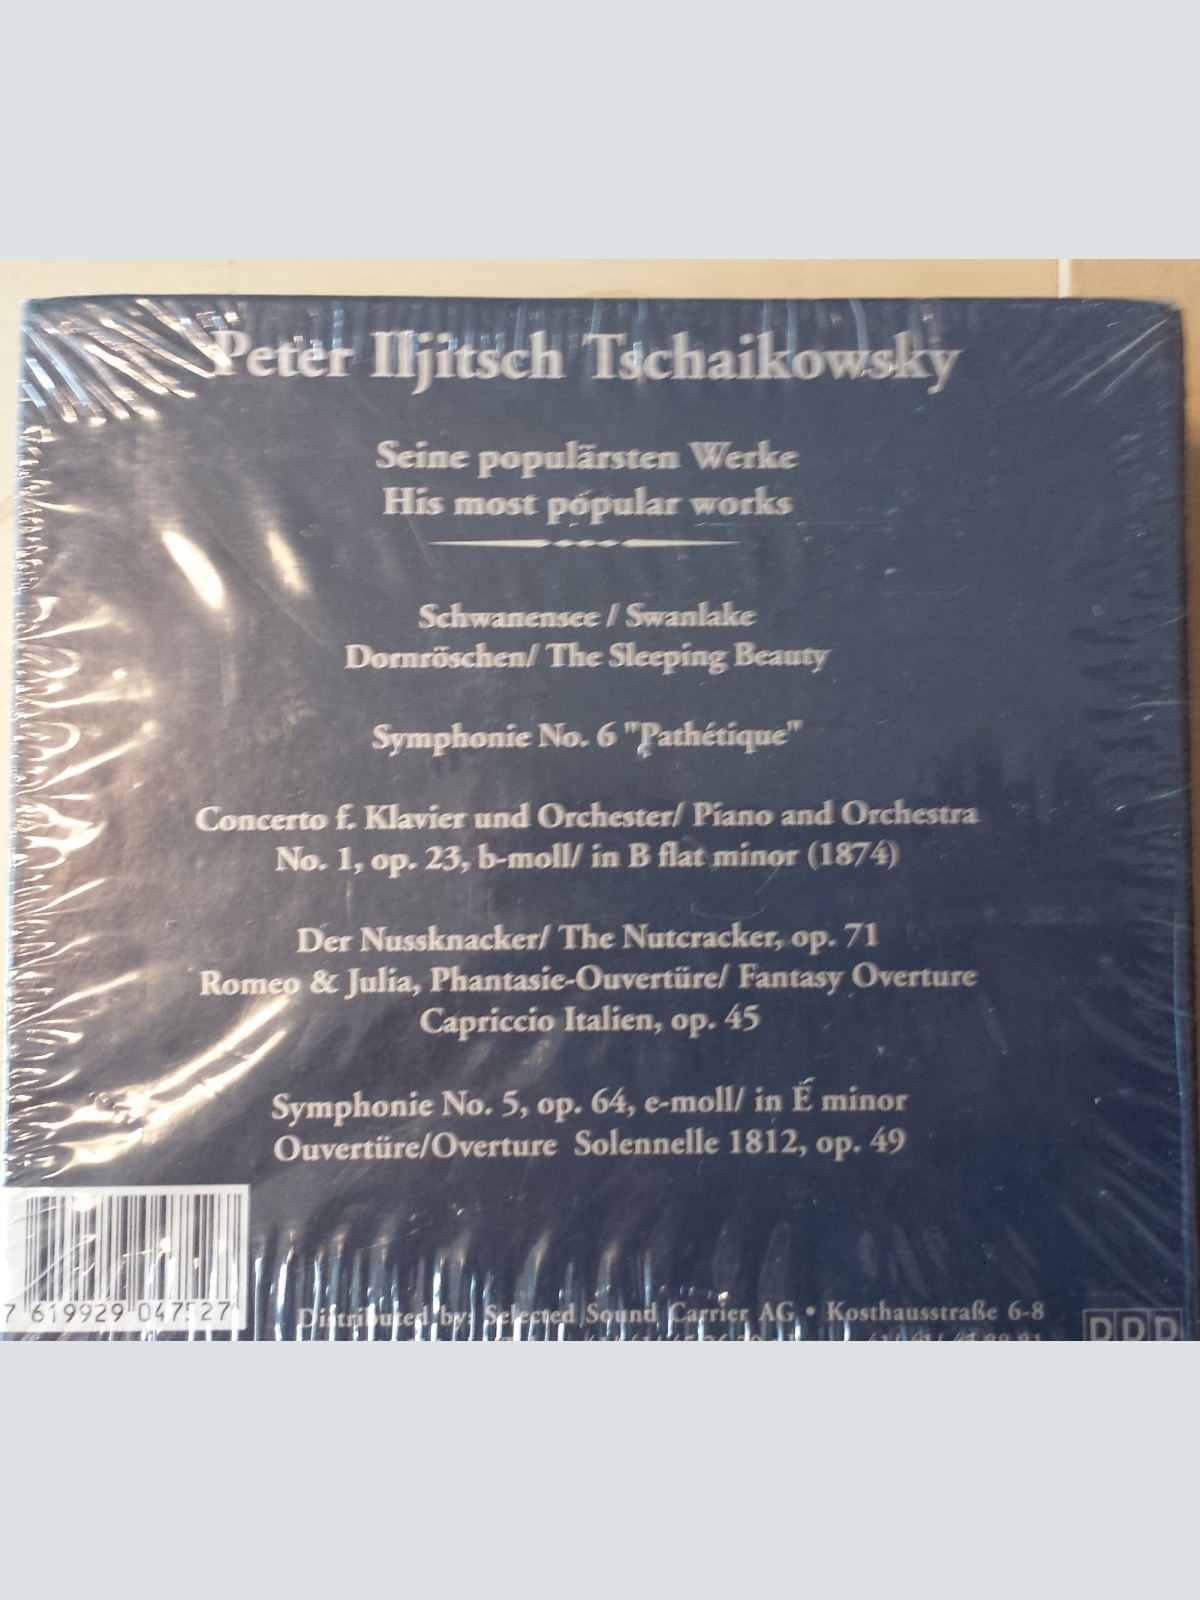 Peter Iljitsch Tschaikowsky
Seine populärsten Werke
His most popular works
Schwanensee / Swanlake
Dornröschen/ The Sleeping Beauty
Symphonie No. 6 "Pathétique"
Concerto f. Klavier und Orchester/ Piano and Orchestra
No. 1, op. 23, b-moll/ in B flat minor (1874)
Der Nussknacker/ The Nutcracker, op. 71
Romeo & Julia, Phantasie-Ouvertüre/ Fantasy Overture
Capriccio Italien, op. 45
Symphonie No. 5, op. 64, e-moll/ in E minor
Ouvertüre/Overture Solennelle 1812, op. 49
7 619929 047527
Distributed by: Selected Sound Carrier AG • Kosthausstraße 6-8
DDD